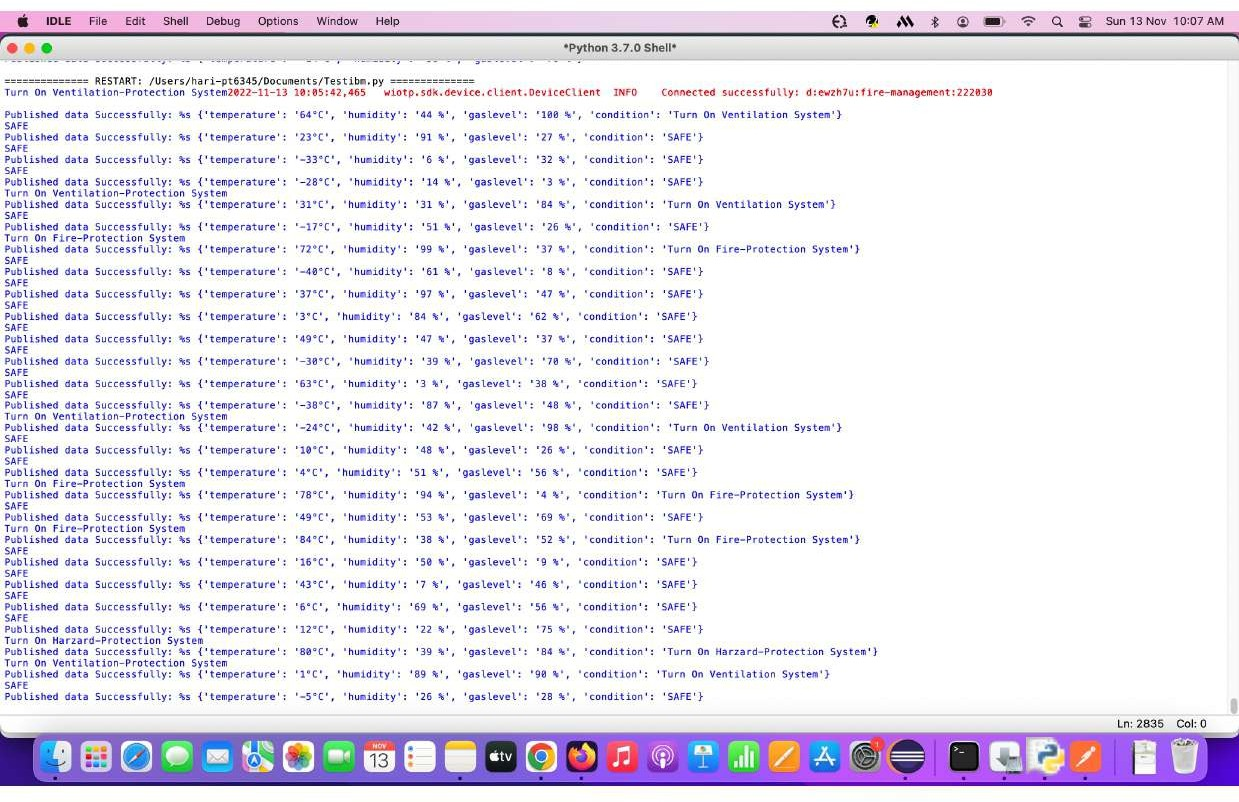 IDLE File Edit Shell Debug Options Window Help Sun 13 Nov 10:07 AM
*Python 3.7.0 Shell*
============== RESTART: /Users/hari-pt6345/Documents/Testibm.py ==============
Turn On Ventilation-Protection System2022-11-13 10:05:42,465 wiotp.sdk.device.client.DeviceClient INFO Connected successfully: d:ewzh7u:fire-management:222030
Published data Successfully: %s {'temperature': '64°C', 'humidity': '44 %', 'gaslevel': '100 %', 'condition': 'Turn On Ventilation System'}
SAFE
Published data Successfully: %s {'temperature': '23°C', 'humidity': '91 %', 'gaslevel': '27 %', 'condition': 'SAFE'}
SAFE
Published data Successfully: %s {'temperature': '-33°C', 'humidity': '6 %', 'gaslevel': '32 %', 'condition': 'SAFE'}
SAFE
Published data Successfully: %s {'temperature': '-28°C', 'humidity': '14 %', 'gaslevel': '3 %', 'condition': 'SAFE'}
Turn On Ventilation-Protection System
Published data Successfully: %s {'temperature': '31°C', 'humidity': '31 %', 'gaslevel': '84 %', 'condition': 'Turn On Ventilation System'}
SAFE
Published data Successfully: %s {'temperature': '-17°C', 'humidity': '51 %', 'gaslevel': '26 %', 'condition': 'SAFE'}
Turn On Fire-Protection System
Published data Successfully: %s {'temperature': '72°C', 'humidity': '99 %', 'gaslevel': '37 %', 'condition': 'Turn On Fire-Protection System'}
SAFE
Published data Successfully: %s {'temperature': '-40°C', 'humidity': '61 %', 'gaslevel': '8 %', 'condition': 'SAFE'}
SAFE
Published data Successfully: %s {'temperature': '37°C', 'humidity': '97 %', 'gaslevel': '47 %', 'condition': 'SAFE'}
SAFE
Published data Successfully: %s {'temperature': '3°C', 'humidity': '84 %', 'gaslevel': '62 %', 'condition': 'SAFE'}
SAFE
Published data Successfully: %s {'temperature': '49°C', 'humidity': '47 %', 'gaslevel': '37 %', 'condition': 'SAFE'}
SAFE
Published data Successfully: %s {'temperature': '-30°C', 'humidity': '39 %', 'gaslevel': '70 %', 'condition': 'SAFE'}
SAFE
Published data Successfully: %s {'temperature': '63°C', 'humidity': '3 %', 'gaslevel': '38 %', 'condition': 'SAFE'}
SAFE
Published data Successfully: %s {'temperature': '-38°C', 'humidity': '87 %', 'gaslevel': '48 %', 'condition': 'SAFE'}
Turn On Ventilation-Protection System
Published data Successfully: %s {'temperature': '-24°C', 'humidity': '42 %', 'gaslevel': '98 %', 'condition': 'Turn On Ventilation System'}
SAFE
Published data Successfully: %s {'temperature': '10°C', 'humidity': '48 %', 'gaslevel': '26 %', 'condition': 'SAFE'}
SAFE
Published data Successfully: %s {'temperature': '4°C', 'humidity': '51 %', 'gaslevel': '56 %', 'condition': 'SAFE'}
Turn On Fire-Protection System
Published data Successfully: %s {'temperature': '78°C', 'humidity': '94 %', 'gaslevel': '4 %', 'condition': 'Turn On Fire-Protection System'}
SAFE
Published data Successfully: %s {'temperature': '49°C', 'humidity': '53 %', 'gaslevel': '69 %', 'condition': 'SAFE'}
Turn On Fire-Protection System
Published data Successfully: %s {'temperature': '84°C', 'humidity': '38 %', 'gaslevel': '52 %', 'condition': 'Turn On Fire-Protection System'}
SAFE
Published data Successfully: %s {'temperature': '16°C', 'humidity': '50 %', 'gaslevel': '9 %', 'condition': 'SAFE'}
SAFE
Published data Successfully: %s {'temperature': '43°C', 'humidity': '7 %', 'gaslevel': '46 %', 'condition': 'SAFE'}
SAFE
Published data Successfully: %s {'temperature': '6°C', 'humidity': '69 %', 'gaslevel': '56 %', 'condition': 'SAFE'}
SAFE
Published data Successfully: %s {'temperature': '12°C', 'humidity': '22 %', 'gaslevel': '75 %', 'condition': 'SAFE'}
Turn On Harzard-Protection System
Published data Successfully: %s {'temperature': '80°C', 'humidity': '39 %', 'gaslevel': '84 %', 'condition': 'Turn On Harzard-Protection System'}
Turn On Ventilation-Protection System
Published data Successfully: %s {'temperature': '1°C', 'humidity': '89 %', 'gaslevel': '90 %', 'condition': 'Turn On Ventilation System'}
SAFE
Published data Successfully: %s {'temperature': '-5°C', 'humidity': '26 %', 'gaslevel': '28 %', 'condition': 'SAFE'}
Ln: 2835 Col: 0
NOV
13
tv
1